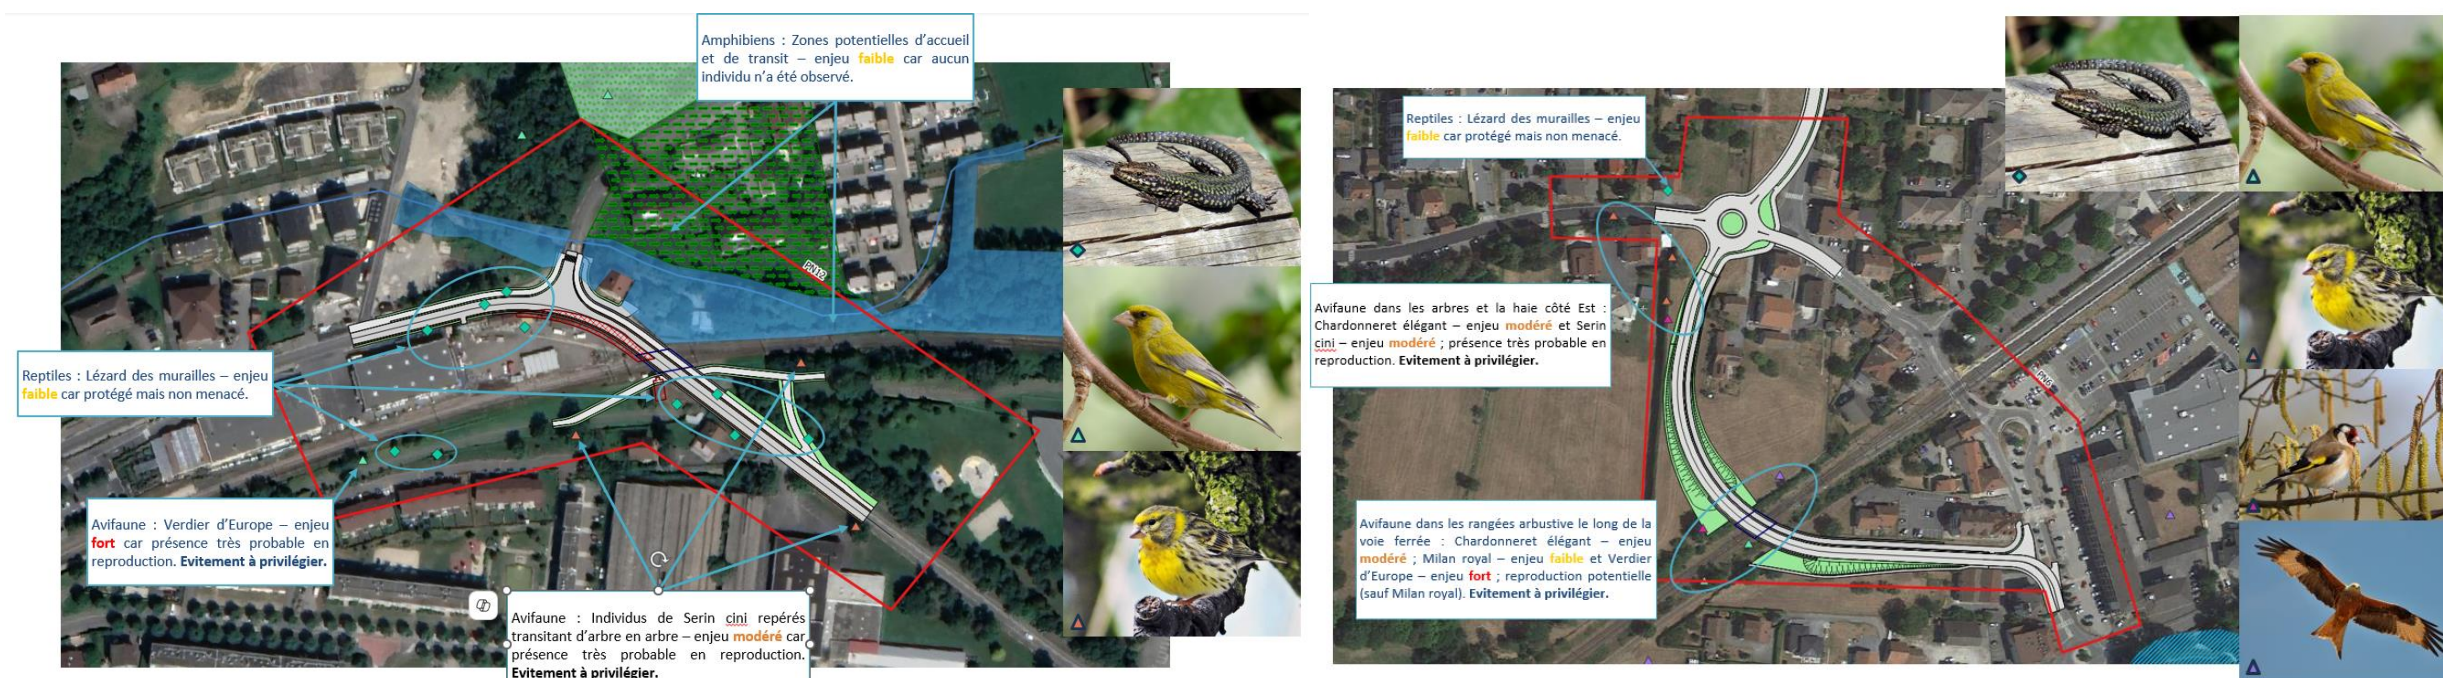 Amphibiens : Zones potentielles d'accueil
et de transit – enjeu faible car aucun
individu n'a été observé.
PN12
Reptiles : Lézard des murailles – enjeu
faible car protégé mais non menacé.
Avifaune : Verdier d'Europe – enjeu
fort car présence très probable en
reproduction. Evitement à privilégier.
Avifaune : Individus de Serin cini repérés
transitant d'arbre en arbre – enjeu modéré car
présence très probable en reproduction.
Evitement à privilégier.
Reptiles : Lézard des murailles – enjeu
faible car protégé mais non menacé.
Avifaune dans les arbres et la haie côté Est :
Chardonneret élégant – enjeu modéré et Serin
cini – enjeu modéré ; présence très probable en
reproduction. Evitement à privilégier.
PN6
Avifaune dans les rangées arbustive le long de la
voie ferrée : Chardonneret élégant – enjeu
modéré ; Milan royal – enjeu faible et Verdier
d'Europe – enjeu fort ; reproduction potentielle
(sauf Milan royal). Evitement à privilégier.